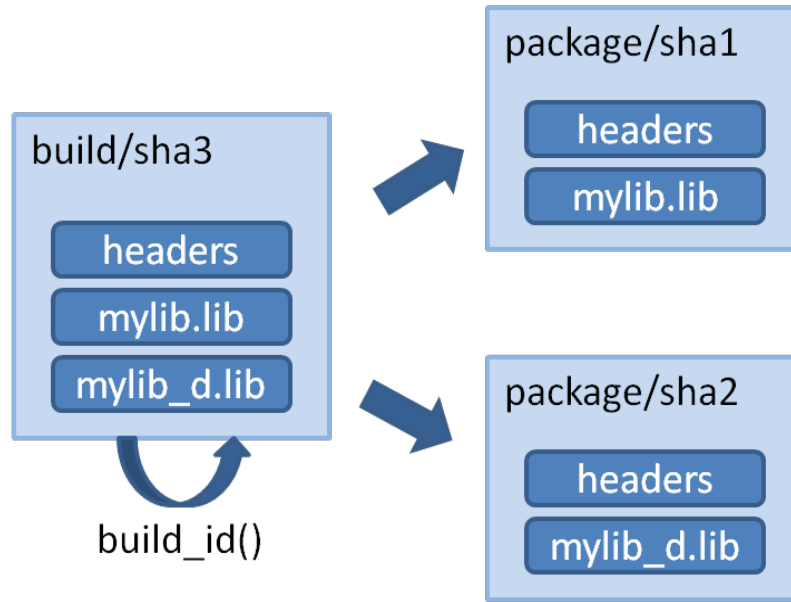 build/sha3
headers
mylib.lib
mylib_d.lib
build_id()
package/sha1
headers
mylib.lib
package/sha2
headers
mylib_d.lib